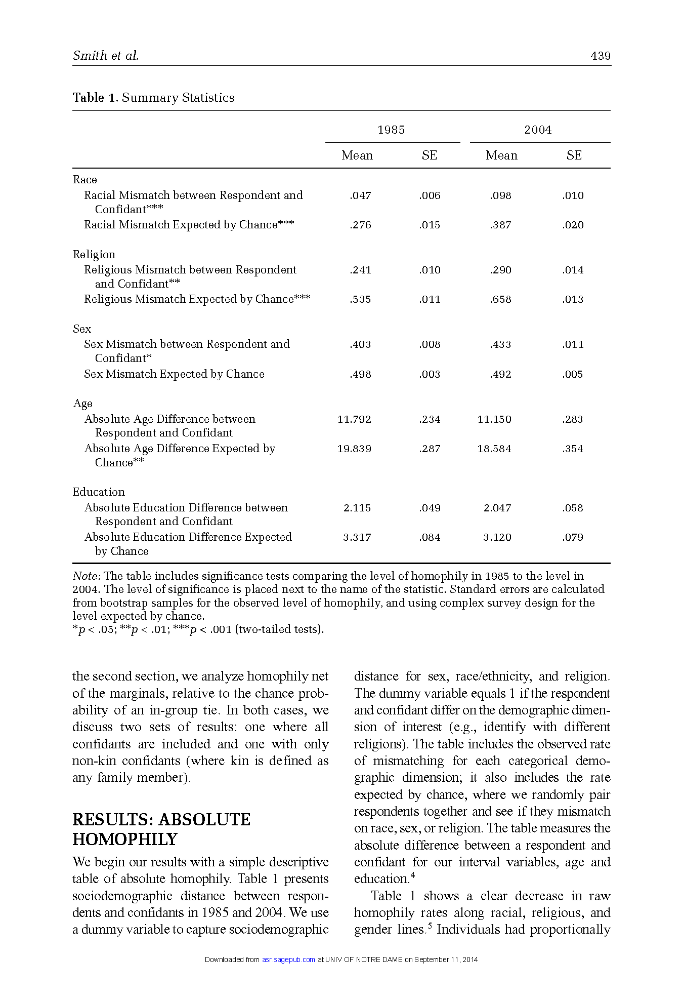 Smith et al. 439
Table 1. Summary Statistics
1985 2004
Mean SE Mean SE
Race
Racial Mismatch between Respondent and .047 .006 .098 .010
Confidant***
Racial Mismatch Expected by Chance*** .276 .015 .387 .020
Religion
Religious Mismatch between Respondent .241 .010 .290 .014
and Confidant**
Religious Mismatch Expected by Chance*** .535 .011 .658 .013
Sex
Sex Mismatch between Respondent and .403 .008 .433 .011
Confidant*
Sex Mismatch Expected by Chance .498 .003 .492 .005
Age
Absolute Age Difference between 11.792 .234 11.150 .283
Respondent and Confidant
Absolute Age Difference Expected by 19.839 .287 18.584 .354
Chance**
Education
Absolute Education Difference between 2.115 .049 2.047 .058
Respondent and Confidant
Absolute Education Difference Expected 3.317 .084 3.120 .079
by Chance
Note: The table includes significance tests comparing the level of homophily in 1985 to the level in
2004. The level of significance is placed next to the name of the statistic. Standard errors are calculated
from bootstrap samples for the observed level of homophily, and using complex survey design for the
level expected by chance.
*p < .05; **p < .01; ***p < .001 (two-tailed tests).
the second section, we analyze homophily net
of the marginals, relative to the chance prob-
ability of an in-group tie. In both cases, we
discuss two sets of results: one where all
confidants are included and one with only
non-kin confidants (where kin is defined as
any family member).
RESULTS: ABSOLUTE
HOMOPHILY
We begin our results with a simple descriptive
table of absolute homophily. Table 1 presents
sociodemographic distance between respon-
dents and confidants in 1985 and 2004. We use
a dummy variable to capture sociodemographic
distance for sex, race/ethnicity, and religion.
The dummy variable equals 1 if the respondent
and confidant differ on the demographic dimen-
sion of interest (e.g., identify with different
religions). The table includes the observed rate
of mismatching for each categorical demo-
graphic dimension; it also includes the rate
expected by chance, where we randomly pair
respondents together and see if they mismatch
on race, sex, or religion. The table measures the
absolute difference between a respondent and
confidant for our interval variables, age and
education.4
Table 1 shows a clear decrease in raw
homophily rates along racial, religious, and
gender lines.5 Individuals had proportionally
Downloaded from asr.sagepub.com at UNIV OF NOTRE DAME on September 11, 2014